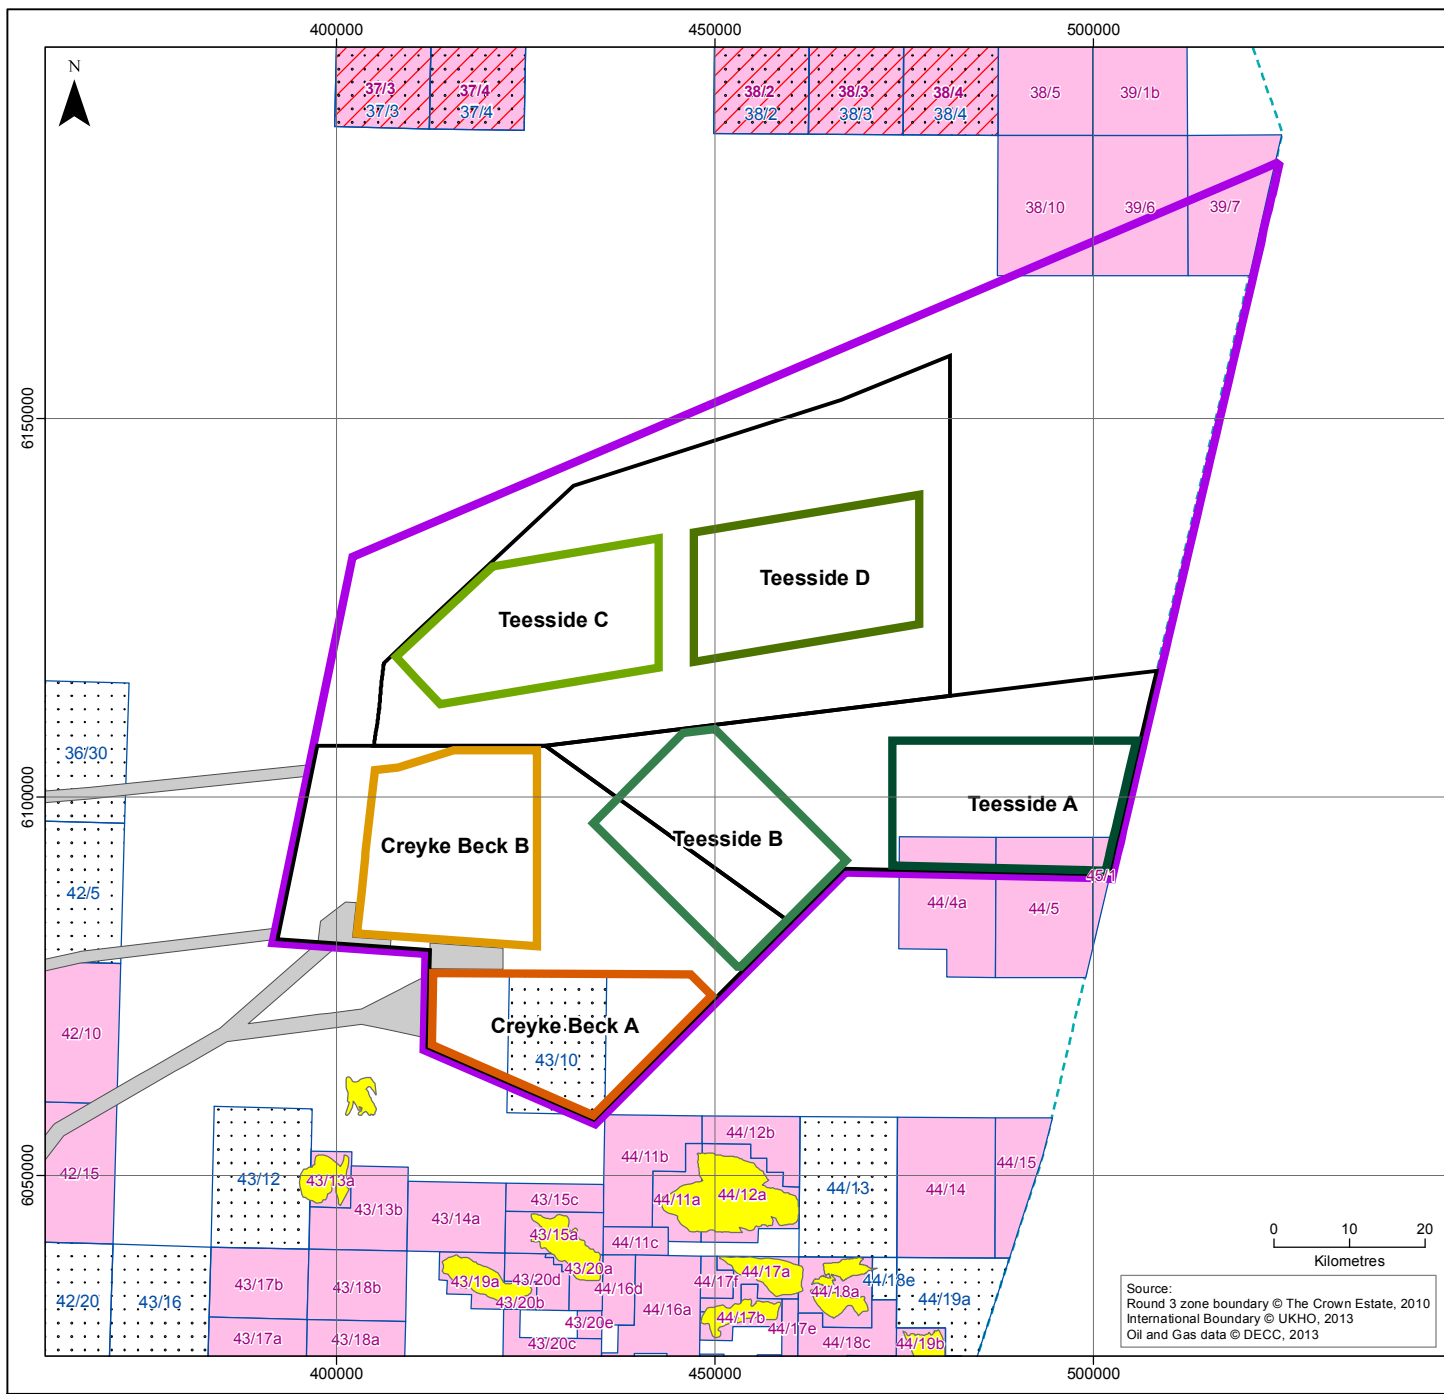 400000
450000
500000
N
37/3
37/3
37/4
37/4
38/2
38/2
38/3
38/3
38/4
38/4
38/5
39/1b
38/10
39/6
39/7
6150000
Teesside D
Teesside C
36/30
6100000
Teesside A
Teesside B
Creyke Beck B
45/1
42/5
44/4a
44/5
Creyke Beck A
42/10
43/10
44/12b
44/11b
42/15
6050000
43/12
43/13a
43/13b
43/14a
43/15c
43/15a
44/11a
44/12a
44/11c
44/13
44/14
44/15
0 10 20
Kilometres
43/17b
43/18b
43/19a
43/20d
43/20a
43/20b
44/16d
44/16a
44/17f
44/17a
44/18e
44/18a
42/20
43/16
44/19a
43/17a
43/18a
43/20e
43/20c
44/17b
44/17e
44/18c
44/19b
Source:
Round 3 zone boundary © The Crown Estate, 2010
International Boundary © UKHO, 2013
Oil and Gas data © DECC, 2013
400000
450000
500000